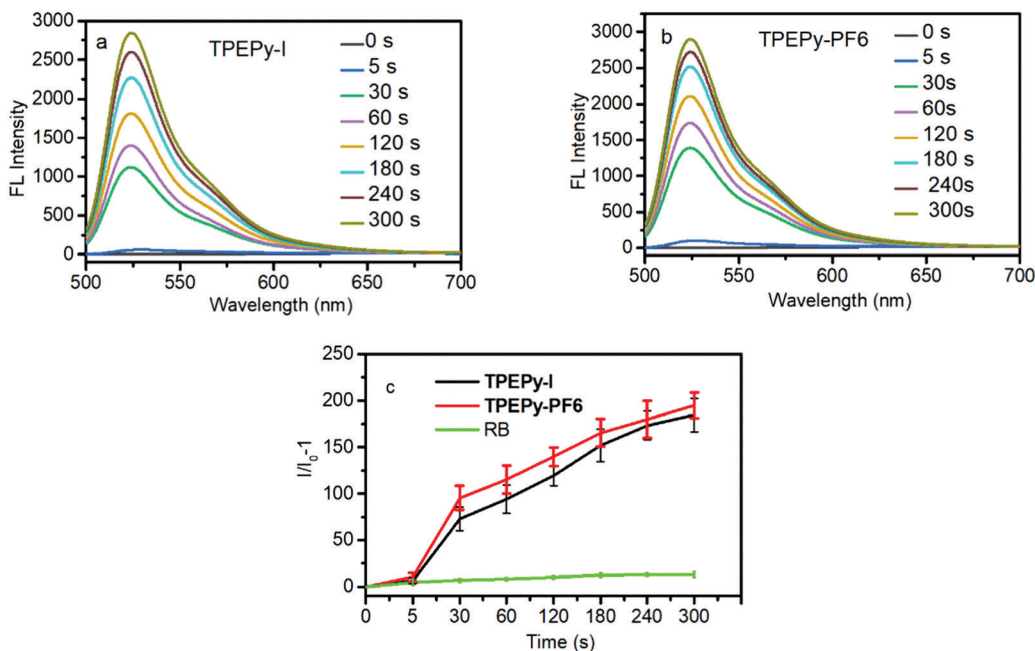 a
TPEPy-I
0 s
5 s
30 s
60 s
120 s
180 s
240 s
300 s
3000
2500
2000
1500
1000
500
0
FL Intensity
500 550 600 650 700
Wavelength (nm)
b
TPEPy-PF6
0 s
5 s
30s
60s
120 s
180 s
240s
300s
3000
2500
2000
1500
1000
500
0
FL Intensity
500 550 600 650 700
Wavelength (nm)
c
TPEPy-I
TPEPy-PF6
RB
250
200
150
100
50
0
I/I0-1
0 5 30 60 120 180 240 300
Time (s)